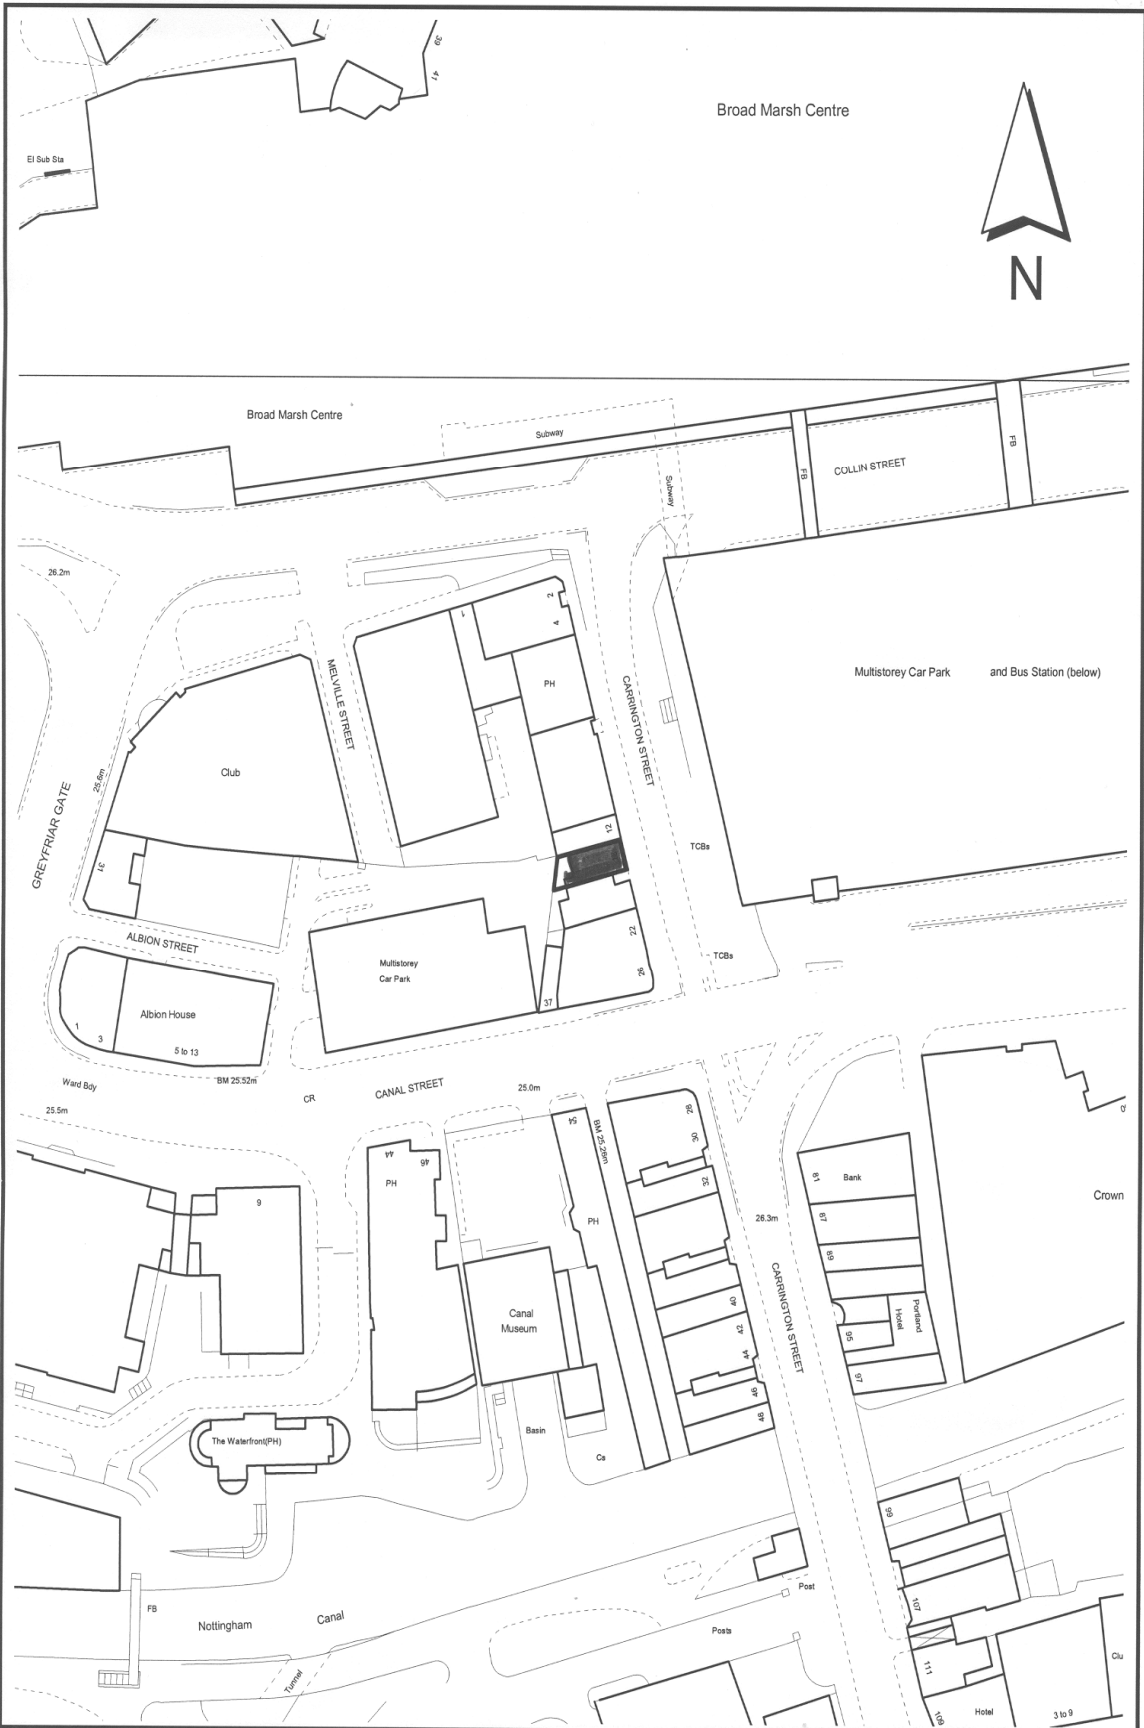 39
41
Broad Marsh Centre
El Sub Sta
N
Broad Marsh Centre
Subway
FB
FB
COLLIN STREET
Subway
26.2m
2
4
1
PH
MELVILLE STREET
CARRINGTON STREET
Multistorey Car Park
and Bus Station (below)
Club
25.6m
GREYFRIAR GATE
12
TCBs
31
ALBION STREET
22
26
TCBs
Multistorey
Car Park
37
Albion House
1
3
5 to 13
Ward Bdy
BM 25.52m
25.5m
CR
CANAL STREET
25.0m
54
BM 25.26m
28
30
32
44
46
PH
PH
81
Bank
87
89
26.3m
Crown
9
Canal
Museum
40
42
44
46
48
CARRINGTON STREET
Portland
Hotel
95
97
The Waterfront(PH)
Basin
Cs
99
Post
107
FB
Nottingham
Canal
Posts
Tunnel
111
109
Hotel
3 to 9
Clu